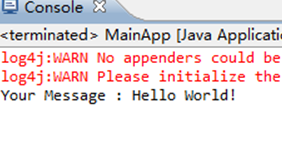 Console
<terminated> MainApp [Java Applicati
log4j:WARN No appenders could be
log4j:WARN Please initialize the
Your Message : Hello World!